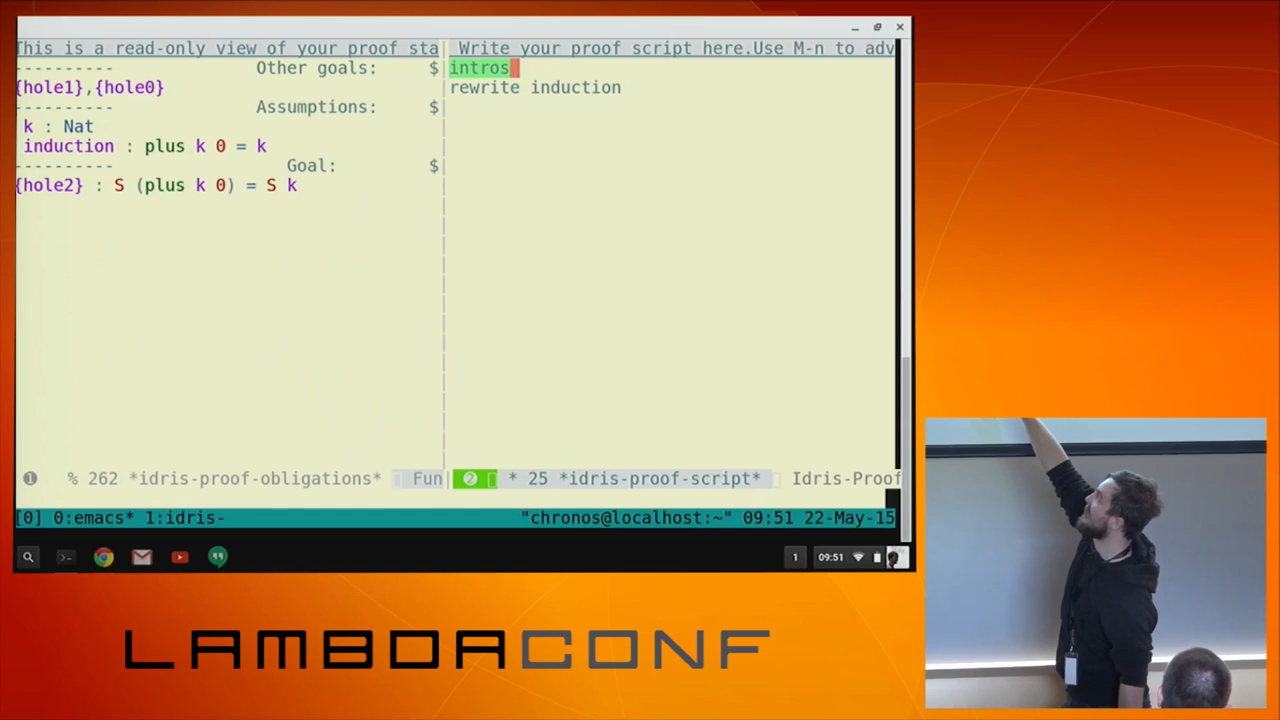 This is a read-only view of your proof sta
---------- Other goals: $
{hole1},{hole0}
---------- Assumptions: $
k : Nat
induction : plus k 0 = k
---------- Goal: $
{hole2} : S (plus k 0) = S k
Write your proof script here.Use M-n to adv
intros
rewrite induction
1 % 262 *idris-proof-obligations* Fun
2 * 25 *idris-proof-script* Idris-Proof
[0] 0:emacs* 1:idris- "chronos@localhost:~" 09:51 22-May-15
1 09:51
LAMBDACONF